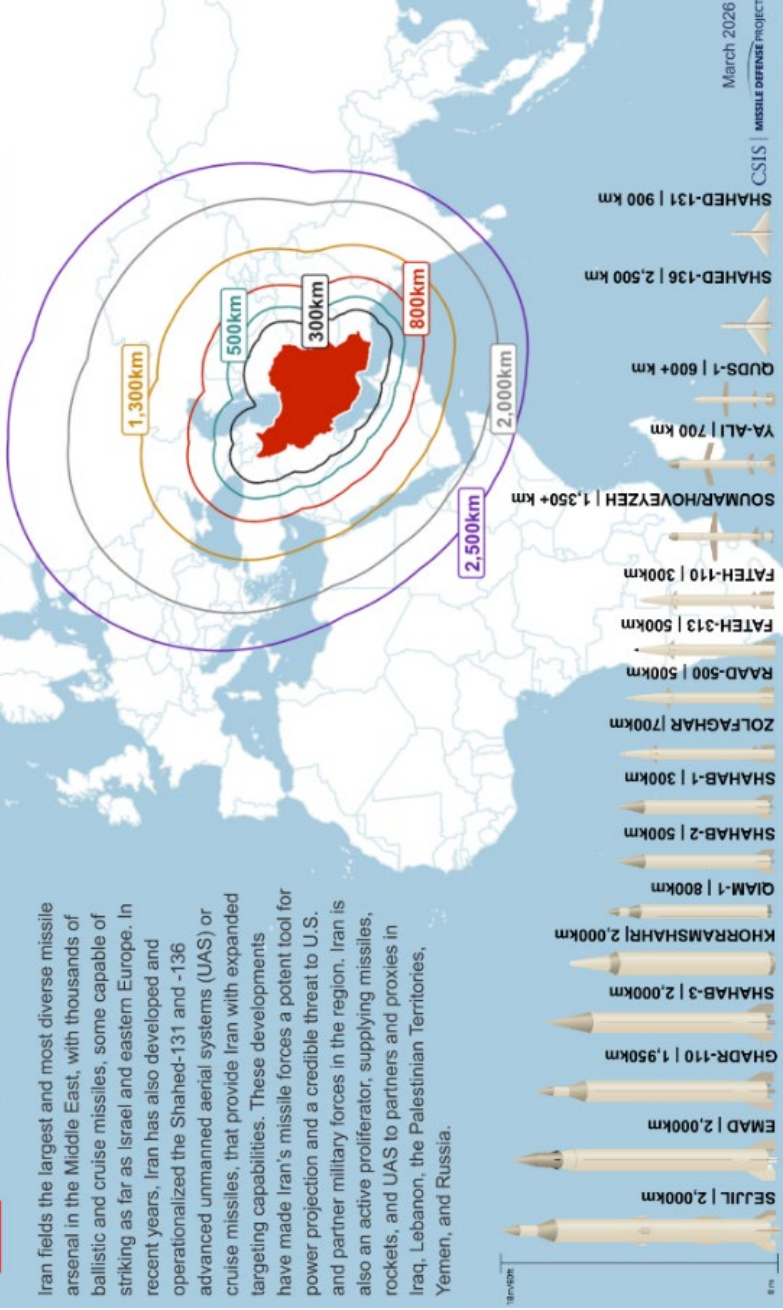 Iran fields the largest and most diverse missile
arsenal in the Middle East, with thousands of
ballistic and cruise missiles, some capable of
striking as far as Israel and eastern Europe. In
recent years, Iran has also developed and
operationalized the Shahed-131 and -136
advanced unmanned aerial systems (UAS) or
cruise missiles, that provide Iran with expanded
targeting capabilities. These developments
have made Iran's missile forces a potent tool for
power projection and a credible threat to U.S.
and partner military forces in the region. Iran is
also an active proliferator, supplying missiles,
rockets, and UAS to partners and proxies in
Iraq, Lebanon, the Palestinian Territories,
Yemen, and Russia.
1,300km
500km
300km
800km
2,000km
2,500km
SEJJIL | 2,000km
EMAD | 2,000km
GHADR-110 | 1,950km
SHAHAB-3 | 2,000km
KHORRAMSHAHR| 2,000km
QIAM-1 | 800km
SHAHAB-2 | 500km
SHAHAB-1 | 300km
ZOLFAGHAR |700km
RAAD-500 | 500km
FATEH-313 | 500km
FATEH-110 | 300km
SOUMAR/HOVEYZEH | 1,350+ km
YA-ALI | 700 km
QUDS-1 | 600+ km
SHAHED-136 | 2,500 km
SHAHED-131 | 900 km
0 m
March 2026
CSIS | MISSILE DEFENSE PROJECT